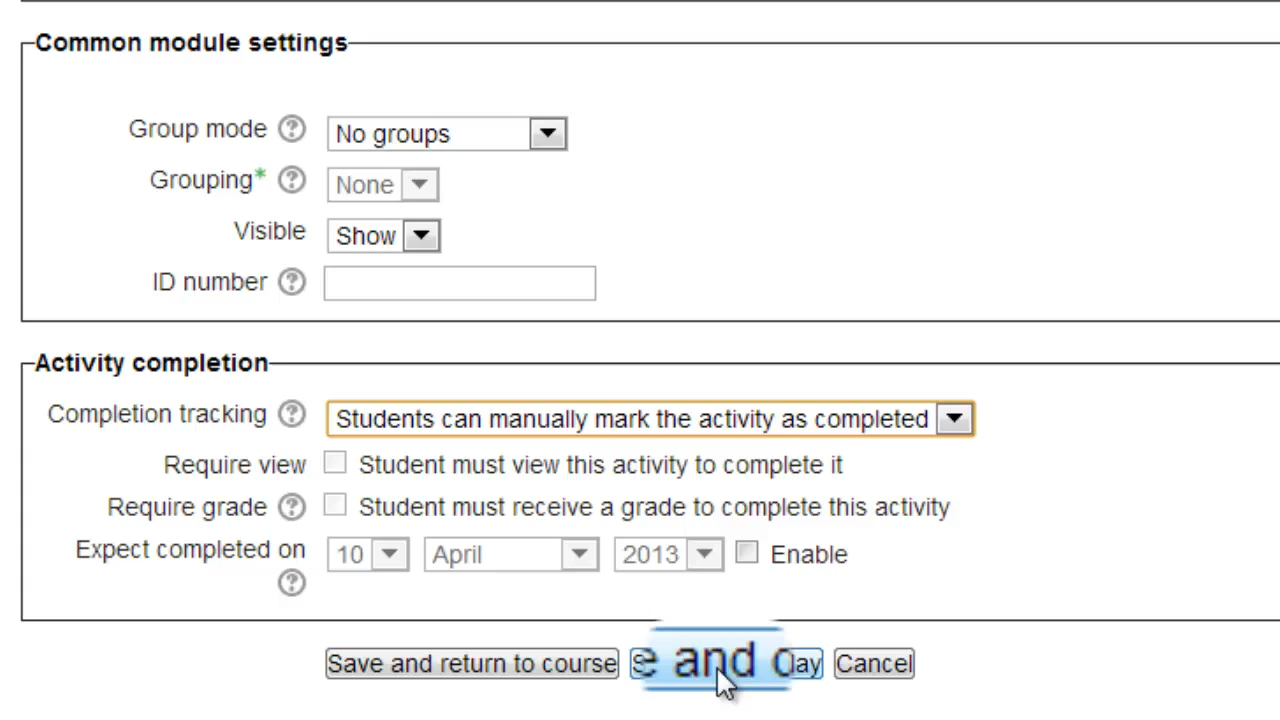 Common module settings
Group mode No groups
Grouping* None
Visible Show
ID number
Activity completion
Completion tracking Students can manually mark the activity as completed
Require view Student must view this activity to complete it
Require grade Student must receive a grade to complete this activity
Expect completed on 10 April 2013 Enable
Save and return to course and Cancel